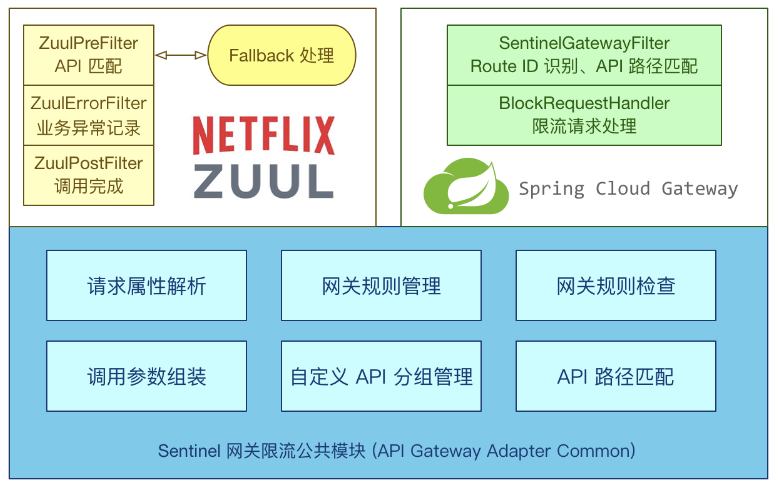 ZuulPreFilter
API 匹配
Fallback 处理
ZuulErrorFilter
业务异常记录
ZuulPostFilter
调用完成
NETFLIX
ZUUL
SentinelGatewayFilter
Route ID 识别、API 路径匹配
BlockRequestHandler
限流请求处理
Spring Cloud Gateway
请求属性解析
网关规则管理
网关规则检查
调用参数组装
自定义 API 分组管理
API 路径匹配
Sentinel 网关限流公共模块 (API Gateway Adapter Common)